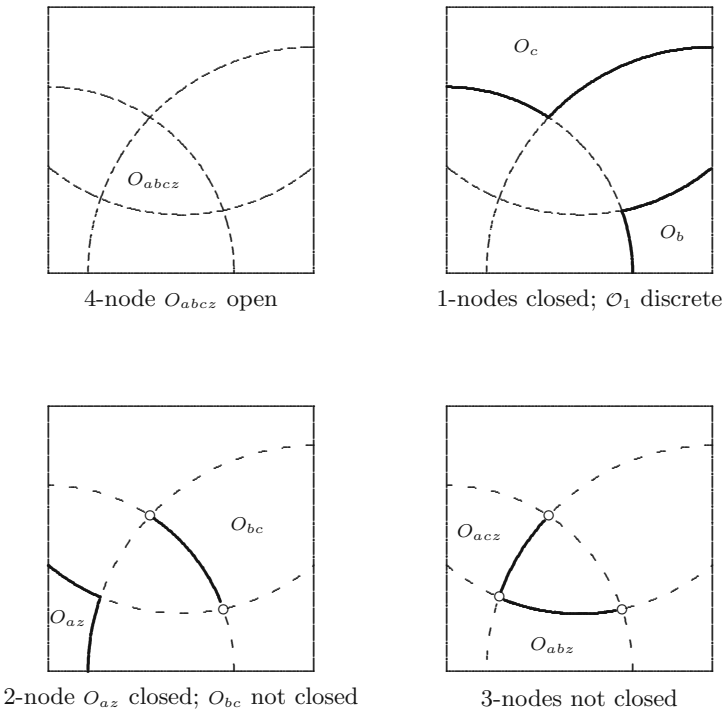 O_c
O_{abcz}
O_b
4-node O_{abcz} open
1-nodes closed; 𝒪_1 discrete
O_{bc}
O_{acz}
O_{az}
O_{abz}
2-node O_{az} closed; O_{bc} not closed
3-nodes not closed